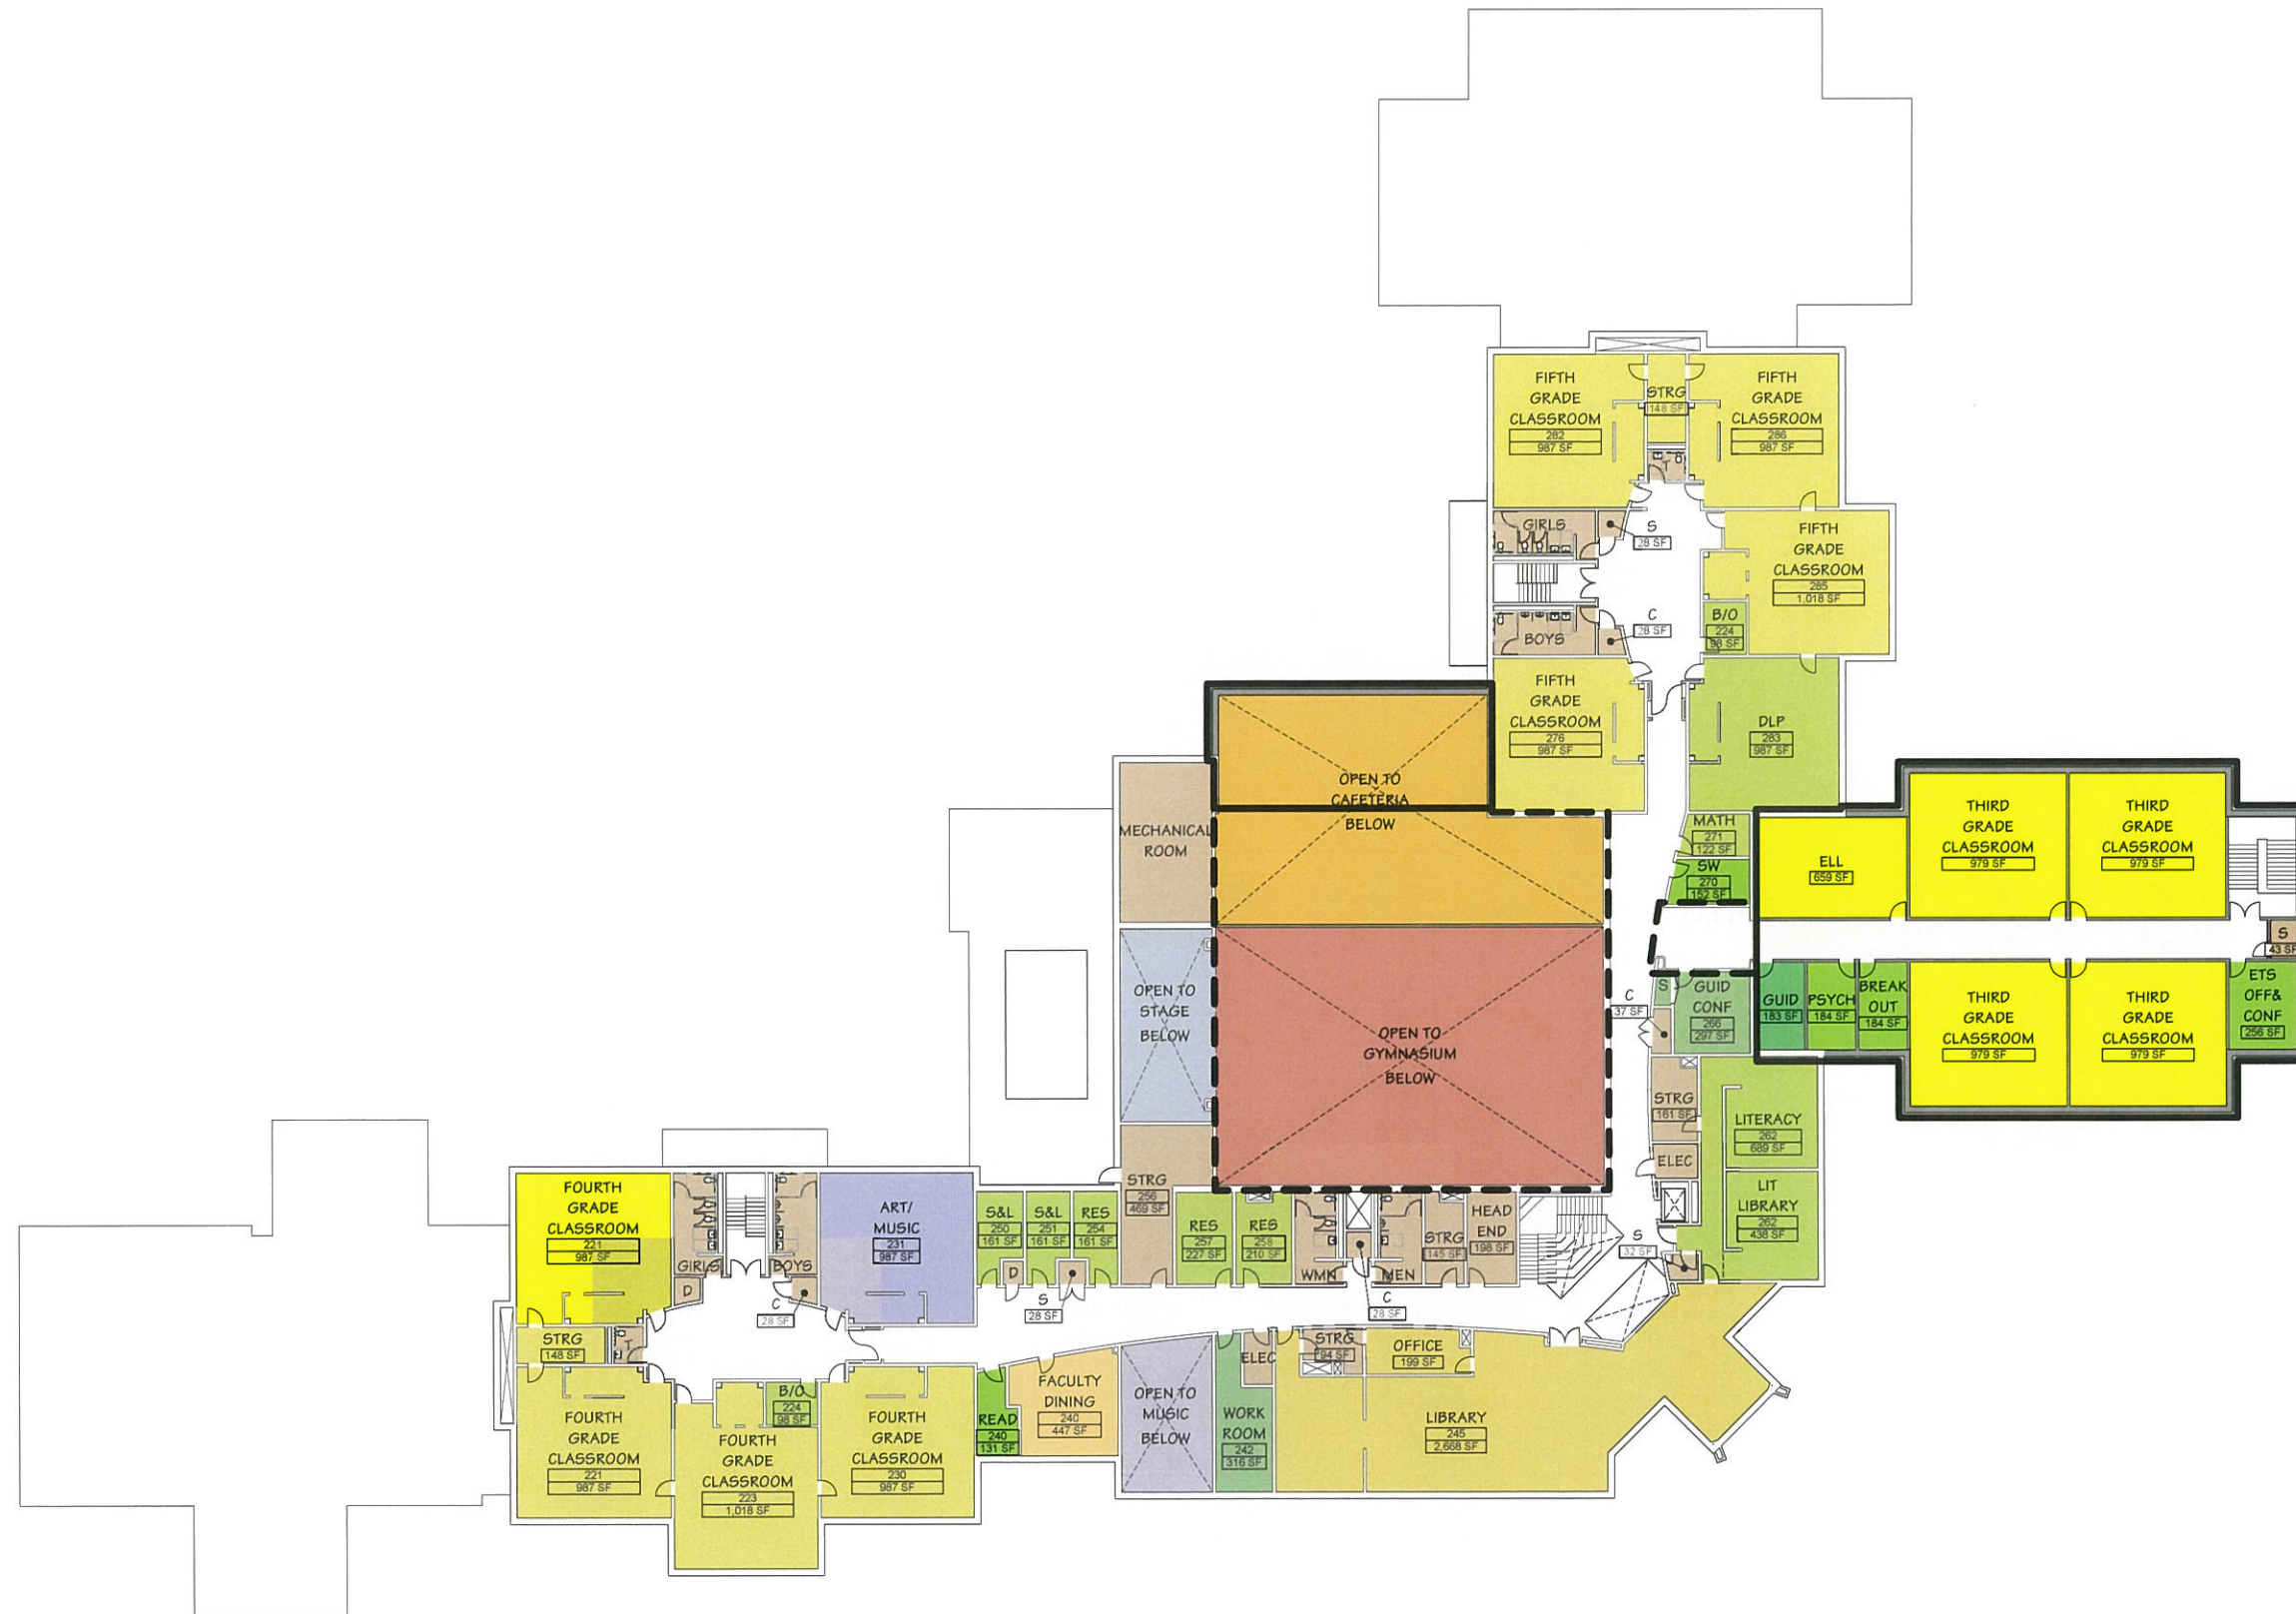 FIFTH
GRADE
CLASSROOM
282
987 SF
STRG
148 SF
FIFTH
GRADE
CLASSROOM
286
987 SF
T
GIRLS
S
28 SF
FIFTH
GRADE
CLASSROOM
285
1,018 SF
BOYS
C
28 SF
B/O
224
98 SF
FIFTH
GRADE
CLASSROOM
276
987 SF
DLP
283
987 SF
OPEN TO
CAFETERIA
BELOW
MECHANICAL
ROOM
MATH
271
122 SF
SW
270
152 SF
ELL
659 SF
THIRD
GRADE
CLASSROOM
979 SF
THIRD
GRADE
CLASSROOM
979 SF
S
43 SF
OPEN TO
STAGE
BELOW
OPEN TO
GYMNASIUM
BELOW
C
37 SF
S
GUID
CONF
266
297 SF
GUID
183 SF
PSYCH
184 SF
BREAK
OUT
184 SF
THIRD
GRADE
CLASSROOM
979 SF
THIRD
GRADE
CLASSROOM
979 SF
ETS
OFF&
CONF
256 SF
STRG
161 SF
LITERACY
262
689 SF
ELEC
LIT
LIBRARY
262
438 SF
S
32 SF
FOURTH
GRADE
CLASSROOM
221
987 SF
GIRLS
D
BOYS
C
28 SF
ART/
MUSIC
231
987 SF
S&L
250
161 SF
S&L
251
161 SF
RES
254
161 SF
D
S
28 SF
STRG
256
469 SF
RES
257
227 SF
RES
258
210 SF
WMN
C
28 SF
MEN
STRG
145 SF
HEAD
END
198 SF
STRG
148 SF
T
FOURTH
GRADE
CLASSROOM
221
987 SF
FOURTH
GRADE
CLASSROOM
223
1,018 SF
B/O
224
98 SF
FOURTH
GRADE
CLASSROOM
230
987 SF
READ
240
131 SF
FACULTY
DINING
240
447 SF
OPEN TO
MUSIC
BELOW
WORK
ROOM
242
316 SF
ELEC
STRG
94 SF
OFFICE
199 SF
LIBRARY
245
2,668 SF